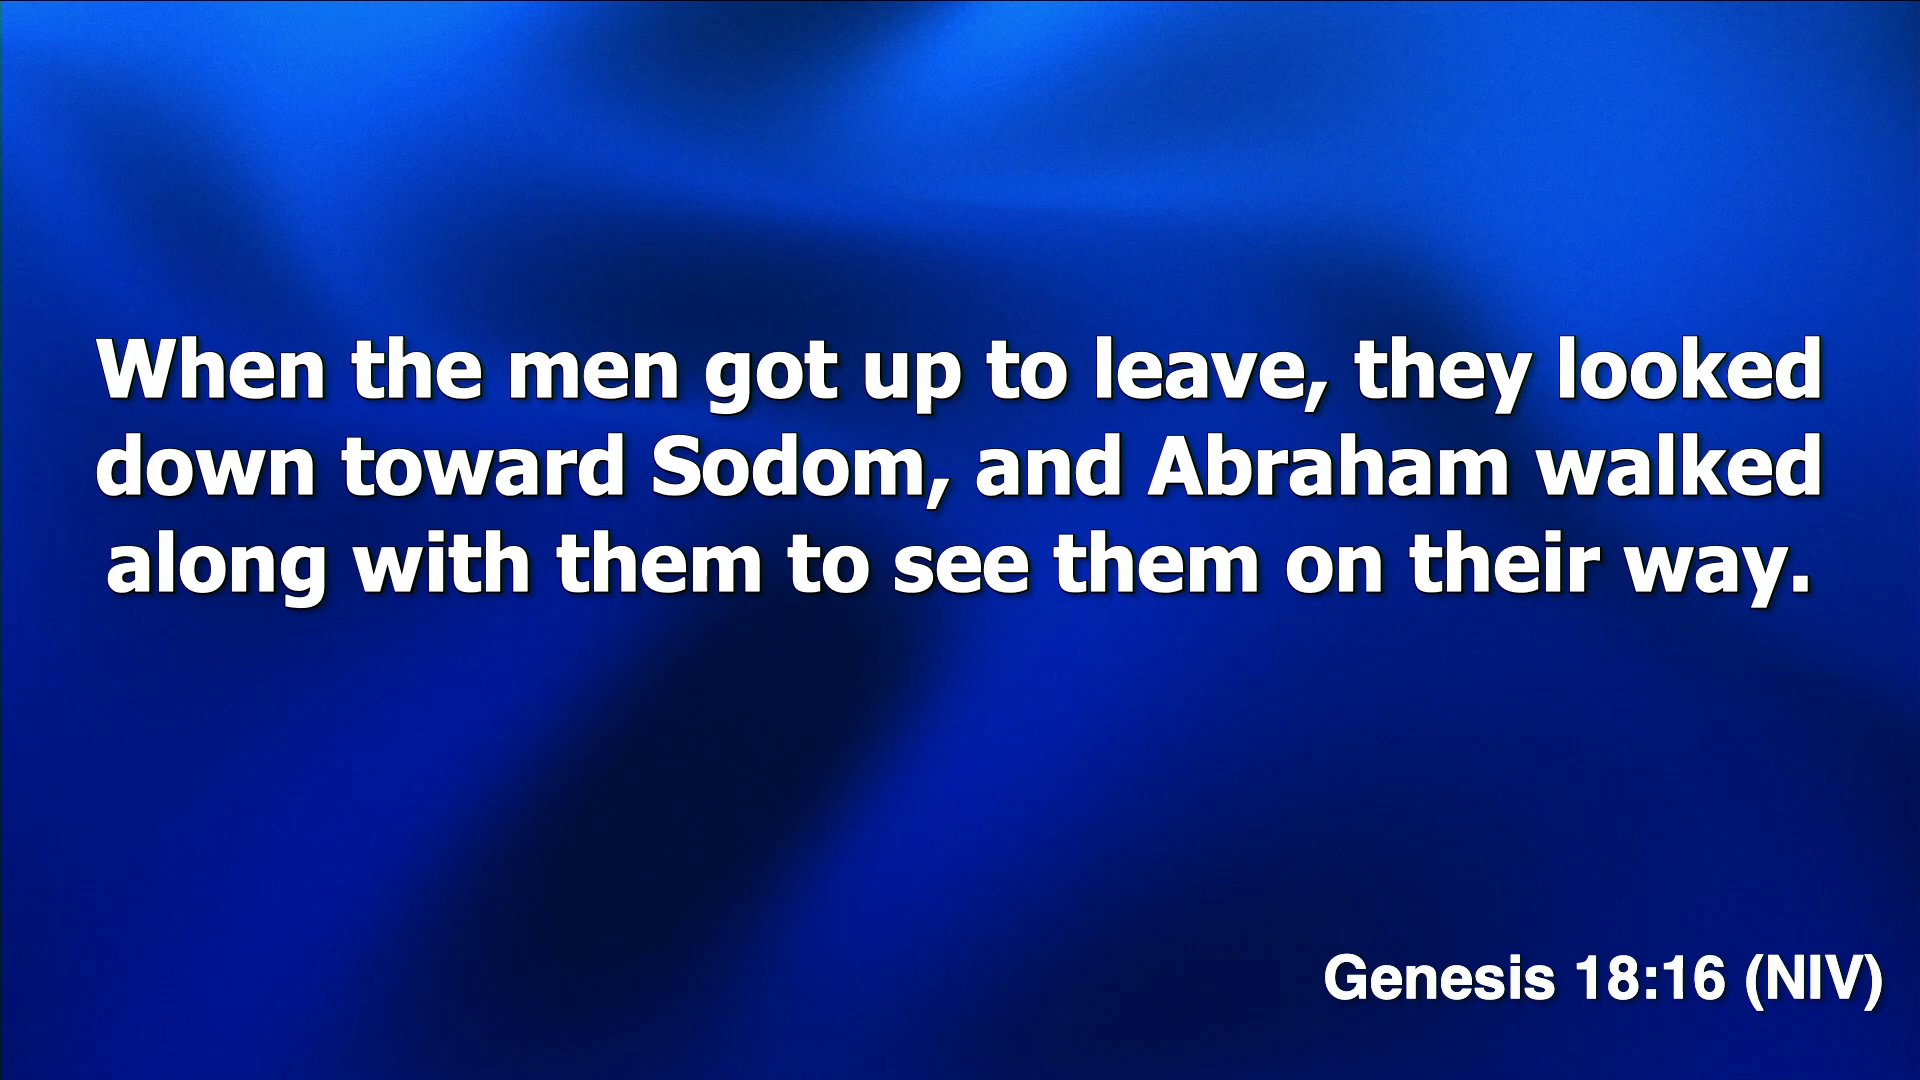 When the men got up to leave, they looked
down toward Sodom, and Abraham walked
along with them to see them on their way.
Genesis 18:16 (NIV)